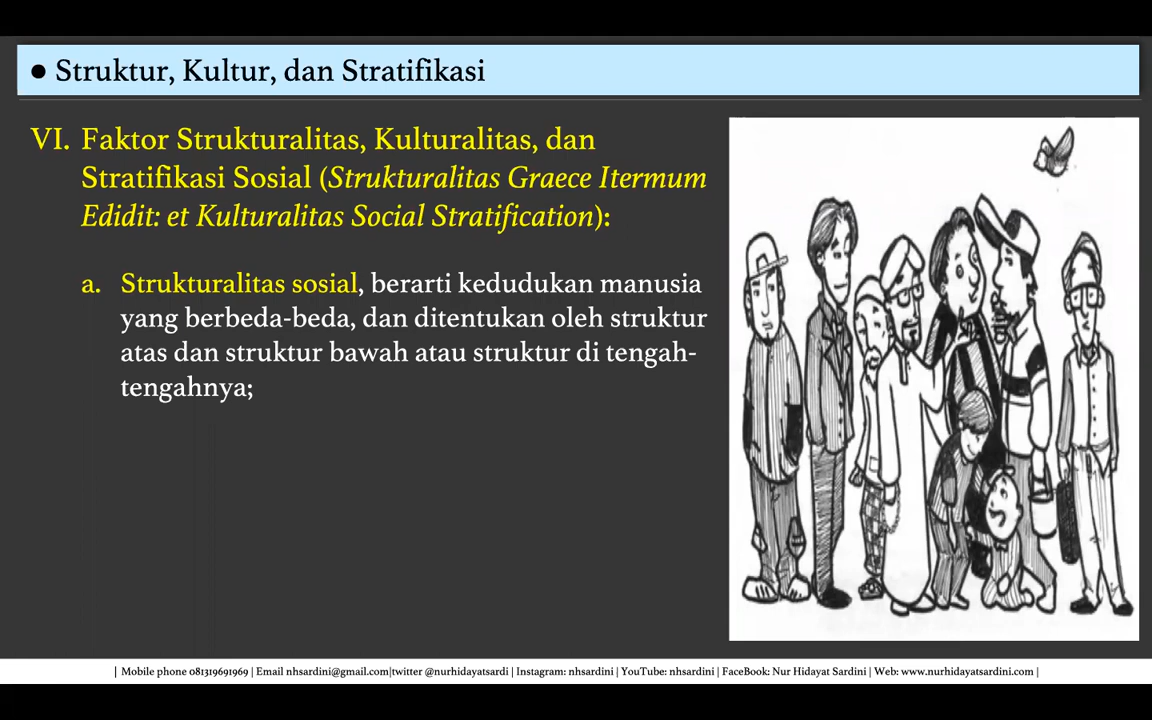 ● Struktur, Kultur, dan Stratifikasi
VI. Faktor Strukturalitas, Kulturalitas, dan
Stratifikasi Sosial (Strukturalitas Graece Itermum
Edidit: et Kulturalitas Social Stratification):
a. Strukturalitas sosial, berarti kedudukan manusia
yang berbeda-beda, dan ditentukan oleh struktur
atas dan struktur bawah atau struktur di tengah-
tengahnya;
| Mobile phone 081319691969 | Email nhsardini@gmail.com|twitter @nurhidayatsardi | Instagram: nhsardini | YouTube: nhsardini | FaceBook: Nur Hidayat Sardini | Web: www.nurhidayatsardini.com |